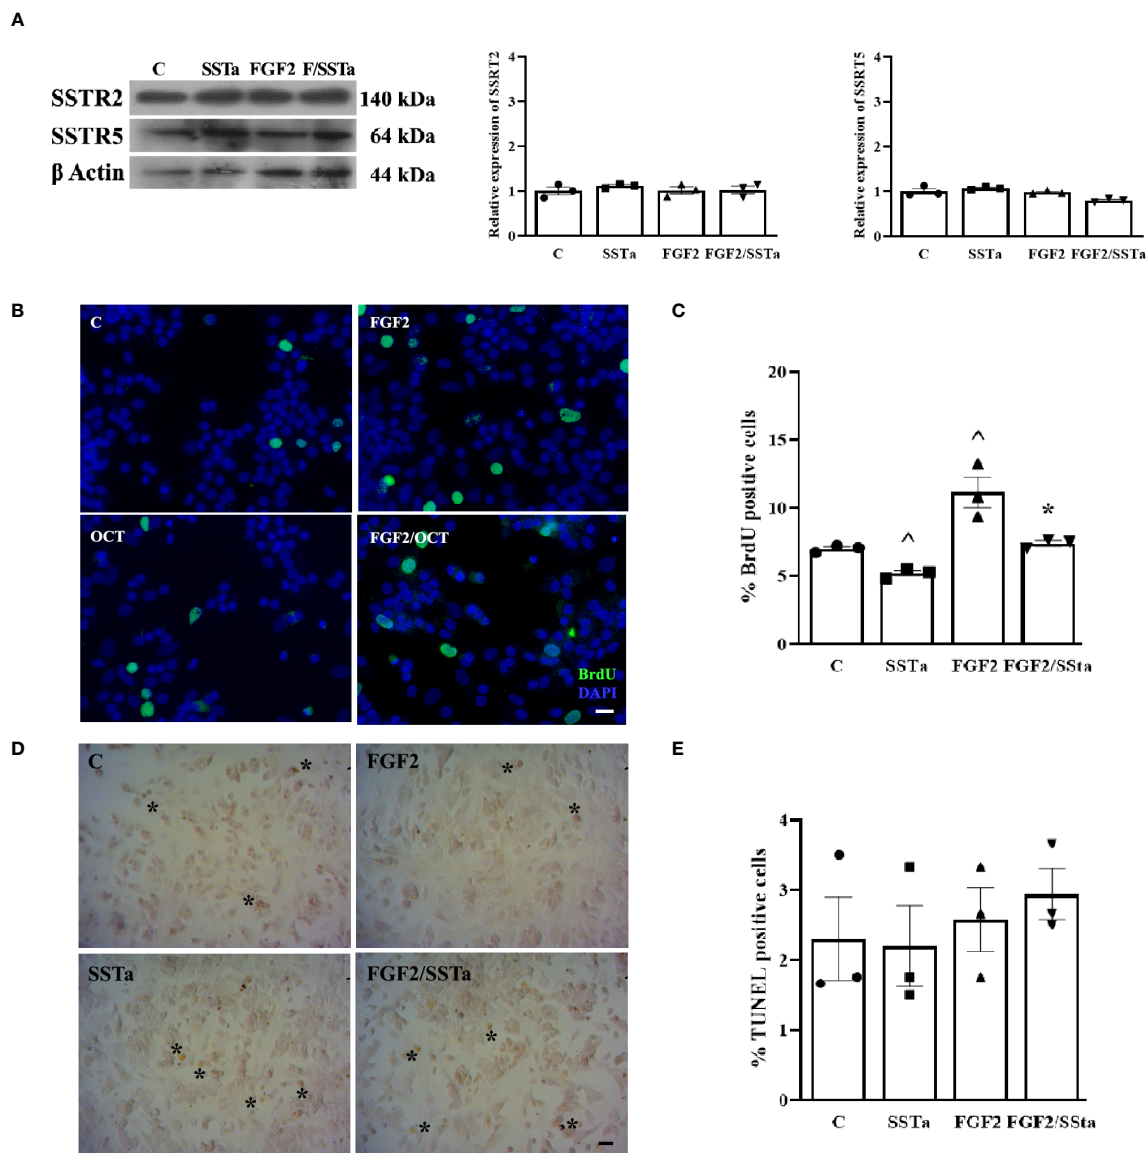 A
C SSTa FGF2 F/SSTa
SSTR2 140 kDa
SSTR5 64 kDa
β Actin 44 kDa
Relative expression of SSRT2
4
3
2
1
0
C SSTa FGF2 FGF2/SSTa
Relative expression of SSRT5
4
3
2
1
0
C SSTa FGF2 FGF2/SSTa
B
C
FGF2
OCT
FGF2/OCT
BrdU
DAPI
C
% BrdU positive cells
20
15
10
5
0
^
^
*
C SSTa FGF2 FGF2/SSta
D
C
*
*
*
FGF2
*
*
SSTa
*
*
*
*
FGF2/SSTa
*
*
*
*
E
% TUNEL positive cells
4
3
2
1
0
C SSTa FGF2 FGF2/SSta